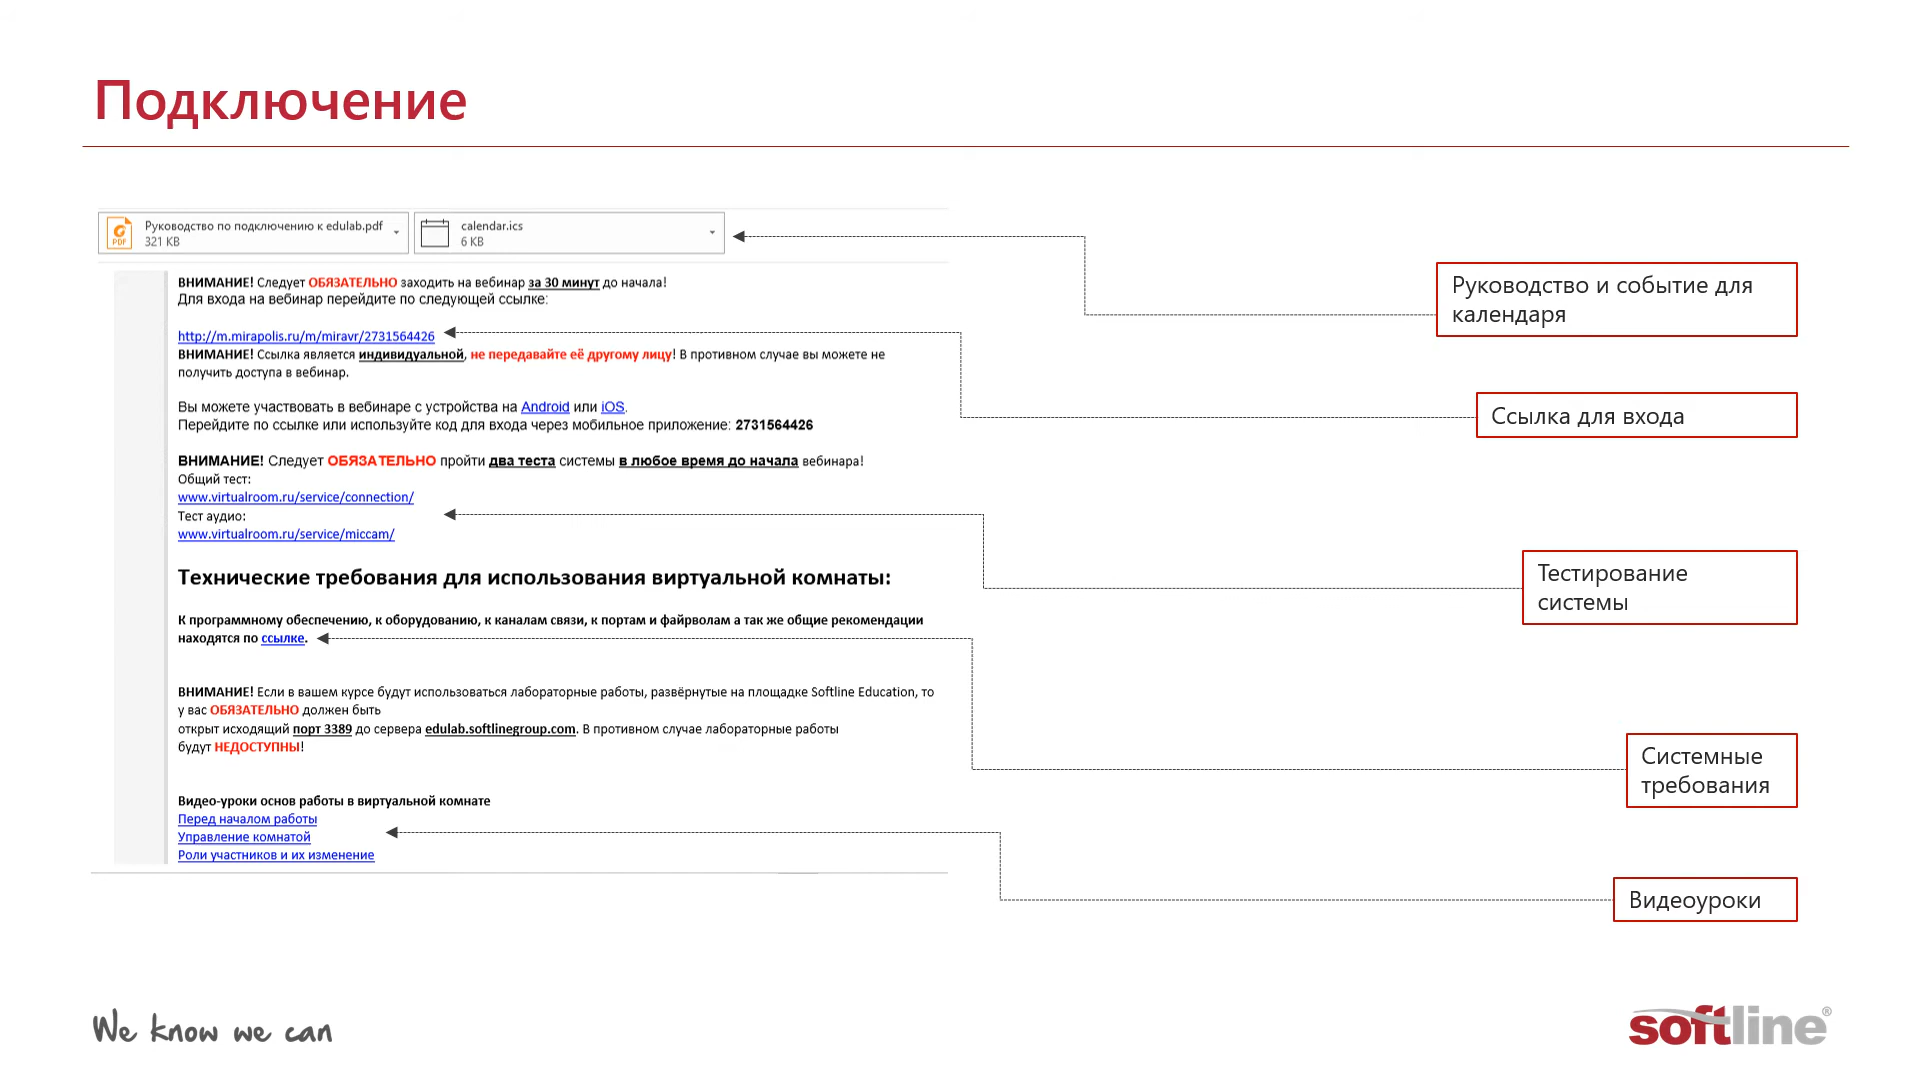 Подключение
Руководство по подключению к edulab.pdf
321 KB
calendar.ics
6 KB
PDF
ВНИМАНИЕ! Следует ОБЯЗАТЕЛЬНО заходить на вебинар за 30 минут до начала!
Для входа на вебинар перейдите по следующей ссылке:
http://m.mirapolis.ru/m/miravr/2731564426
ВНИМАНИЕ! Ссылка является индивидуальной, не передавайте её другому лицу! В противном случае вы можете не
получить доступа в вебинар.
Вы можете участвовать в вебинаре с устройства на Android или iOS.
Перейдите по ссылке или используйте код для входа через мобильное приложение: 2731564426
ВНИМАНИЕ! Следует ОБЯЗАТЕЛЬНО пройти два теста системы в любое время до начала вебинара!
Общий тест:
www.virtualroom.ru/service/connection/
Тест аудио:
www.virtualroom.ru/service/miccam/
Технические требования для использования виртуальной комнаты:
К программному обеспечению, к оборудованию, к каналам связи, к портам и файрволам а так же общие рекомендации
находятся по ссылке.
ВНИМАНИЕ! Если в вашем курсе будут использоваться лабораторные работы, развёрнутые на площадке Softline Education, то
у вас ОБЯЗАТЕЛЬНО должен быть
открыт исходящий порт 3389 до сервера edulab.softlinegroup.com. В противном случае лабораторные работы
будут НЕДОСТУПНЫ!
Видео-уроки основ работы в виртуальной комнате
Перед началом работы
Управление комнатой
Роли участников и их изменение
Руководство и событие для
календаря
Ссылка для входа
Тестирование
системы
Системные
требования
Видеоуроки
We know we can
softline®